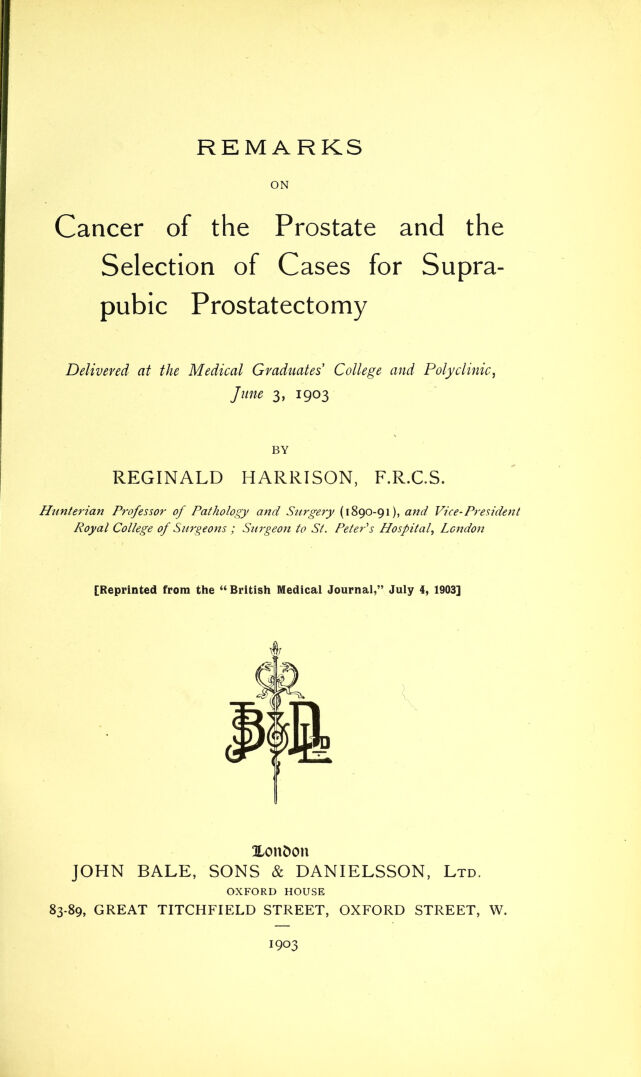 REMARKS
ON
Cancer of the Prostate and the
Selection of Cases for Supra-
pubic Prostatectomy
Delivered at the Medical Graduates' College and Polyclinic,
June 3, 1903
BY
REGINALD HARRISON, F.R.C.S.
Hunterian Professor of Pathology and Surgery (1890-91), and Vice-President
Royal College of Surgeons ; Surgeon to St. Peter's Hospital, London
[Reprinted from the "British Medical Journal," July 4, 1903]
JB&D LD
London
JOHN BALE, SONS & DANIELSSON, LTD.
OXFORD HOUSE
83-89, GREAT TITCHFIELD STREET, OXFORD STREET, W.
1903